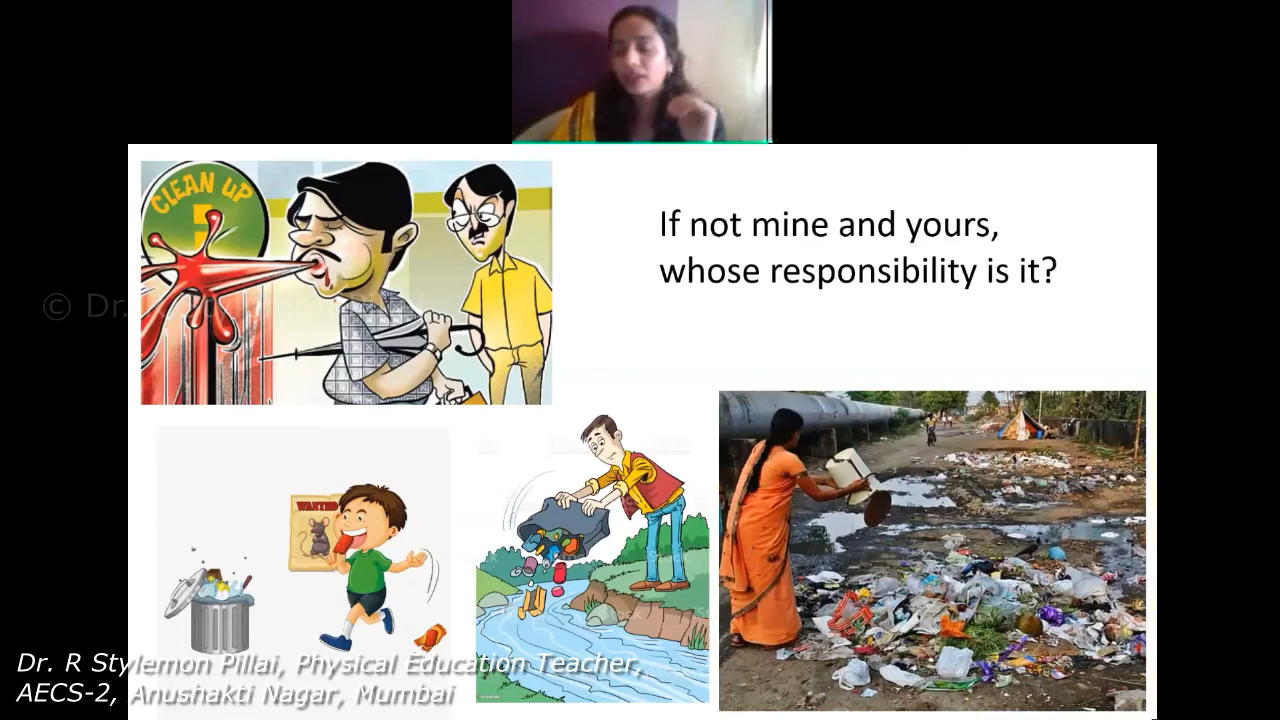 CLEAN UP
If not mine and yours,
whose responsibility is it?
© Dr.
WANTED
Dr. R Stylemon Pillai, Physical Education Teacher,
AECS-2, Anushakti Nagar, Mumbai